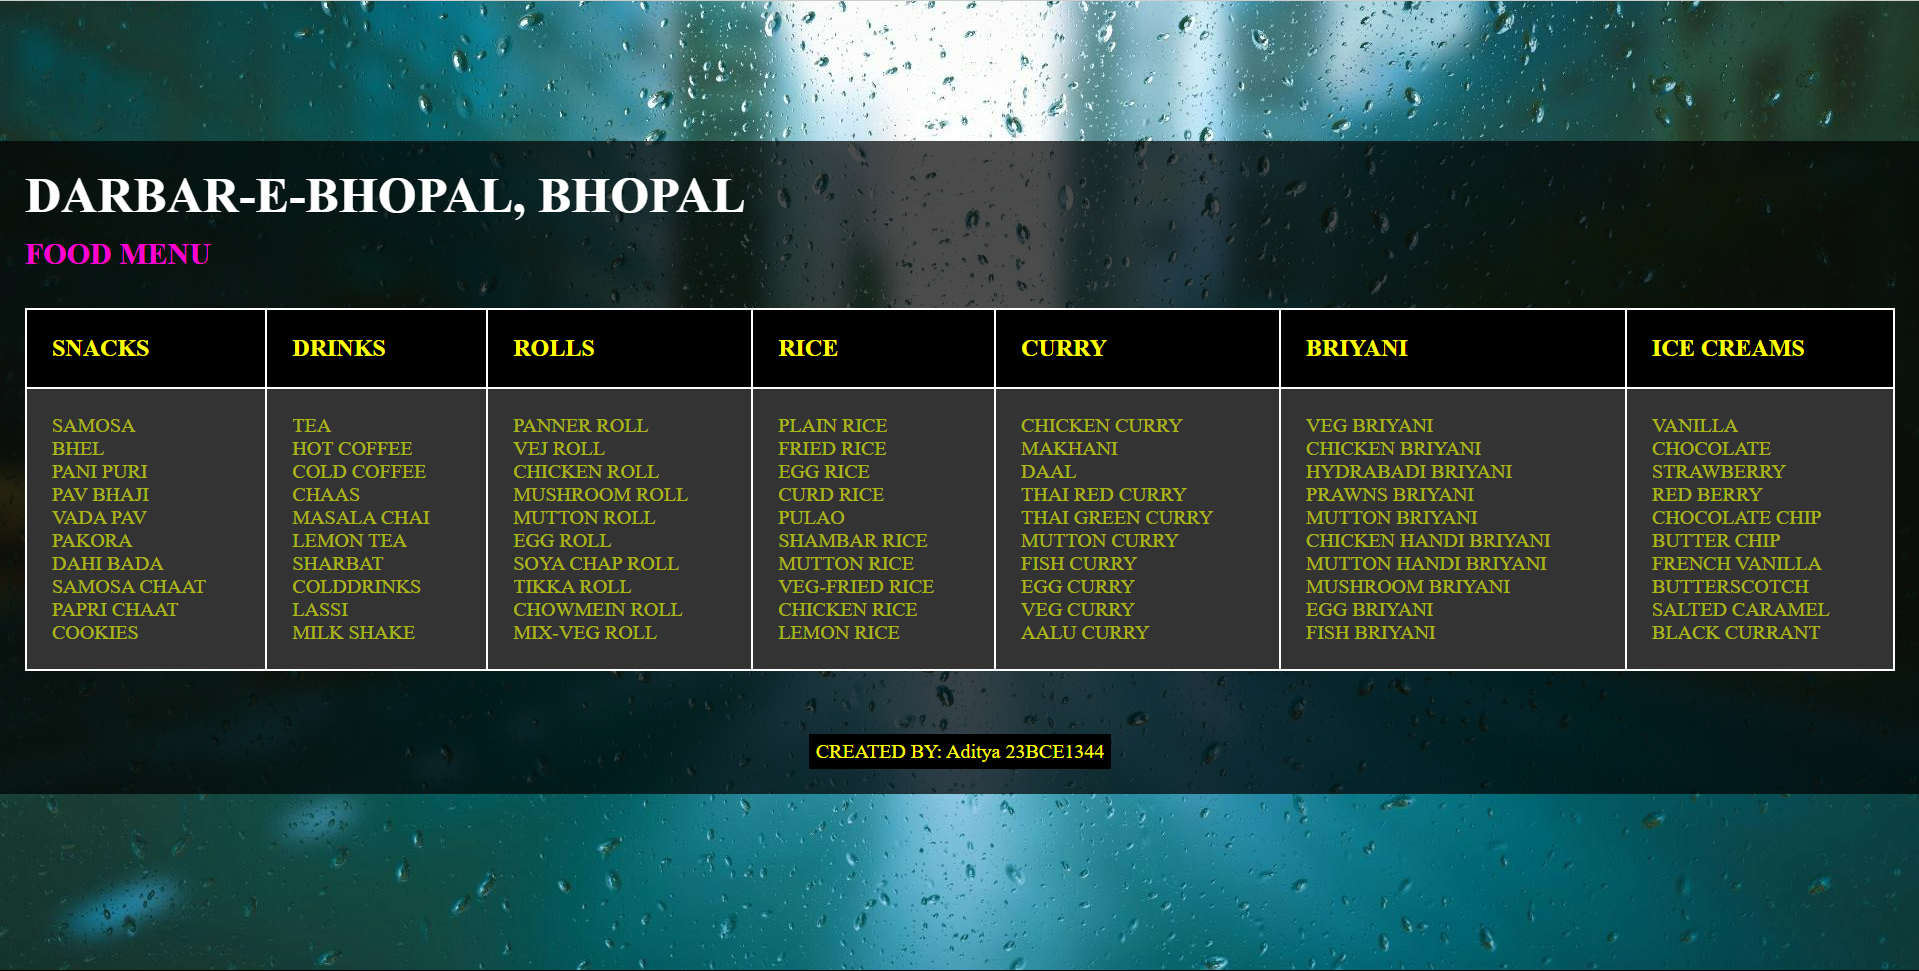 DARBAR-E-BHOPAL, BHOPAL
FOOD MENU
SNACKS
SAMOSA
BHEL
PANI PURI
PAV BHAJI
VADA PAV
PAKORA
DAHI BADA
SAMOSA CHAAT
PAPRI CHAAT
COOKIES
DRINKS
TEA
HOT COFFEE
COLD COFFEE
CHAAS
MASALA CHAI
LEMON TEA
SHARBAT
COLDDRINKS
LASSI
MILK SHAKE
ROLLS
PANNER ROLL
VEJ ROLL
CHICKEN ROLL
MUSHROOM ROLL
MUTTON ROLL
EGG ROLL
SOYA CHAP ROLL
TIKKA ROLL
CHOWMEIN ROLL
MIX-VEG ROLL
RICE
PLAIN RICE
FRIED RICE
EGG RICE
CURD RICE
PULAO
SHAMBAR RICE
MUTTON RICE
VEG-FRIED RICE
CHICKEN RICE
LEMON RICE
CURRY
CHICKEN CURRY
MAKHANI
DAAL
THAI RED CURRY
THAI GREEN CURRY
MUTTON CURRY
FISH CURRY
EGG CURRY
VEG CURRY
AALU CURRY
BRIYANI
VEG BRIYANI
CHICKEN BRIYANI
HYDRABADI BRIYANI
PRAWNS BRIYANI
MUTTON BRIYANI
CHICKEN HANDI BRIYANI
MUTTON HANDI BRIYANI
MUSHROOM BRIYANI
EGG BRIYANI
FISH BRIYANI
ICE CREAMS
VANILLA
CHOCOLATE
STRAWBERRY
RED BERRY
CHOCOLATE CHIP
BUTTER CHIP
FRENCH VANILLA
BUTTERSCOTCH
SALTED CARAMEL
BLACK CURRANT
CREATED BY: Aditya 23BCE1344